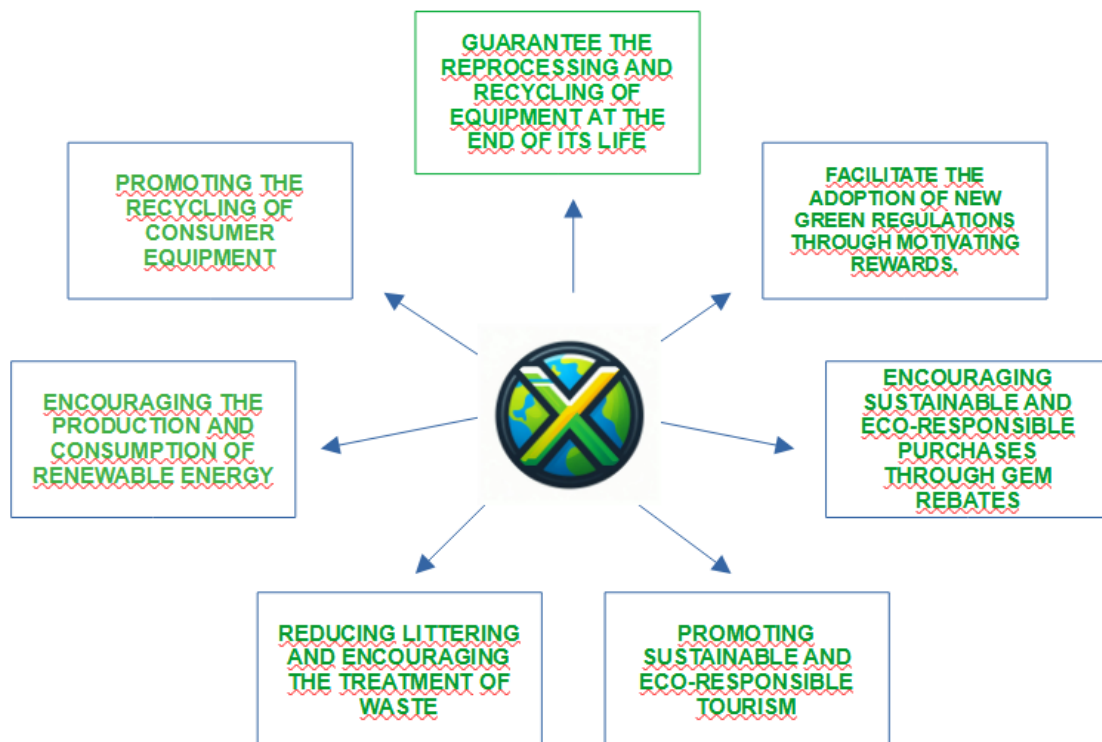 GUARANTEE THE
REPROCESSING AND
RECYCLING OF
EQUIPMENT AT THE
END OF ITS LIFE
PROMOTING THE
RECYCLING OF
CONSUMER
EQUIPMENT
FACILITATE THE
ADOPTION OF NEW
GREEN REGULATIONS
THROUGH MOTIVATING
REWARDS.
ENCOURAGING THE
PRODUCTION AND
CONSUMPTION OF
RENEWABLE ENERGY
ENCOURAGING
SUSTAINABLE AND
ECO-RESPONSIBLE
PURCHASES
THROUGH GEM
REBATES
REDUCING LITTERING
AND ENCOURAGING
THE TREATMENT OF
WASTE
PROMOTING
SUSTAINABLE AND
ECO-RESPONSIBLE
TOURISM